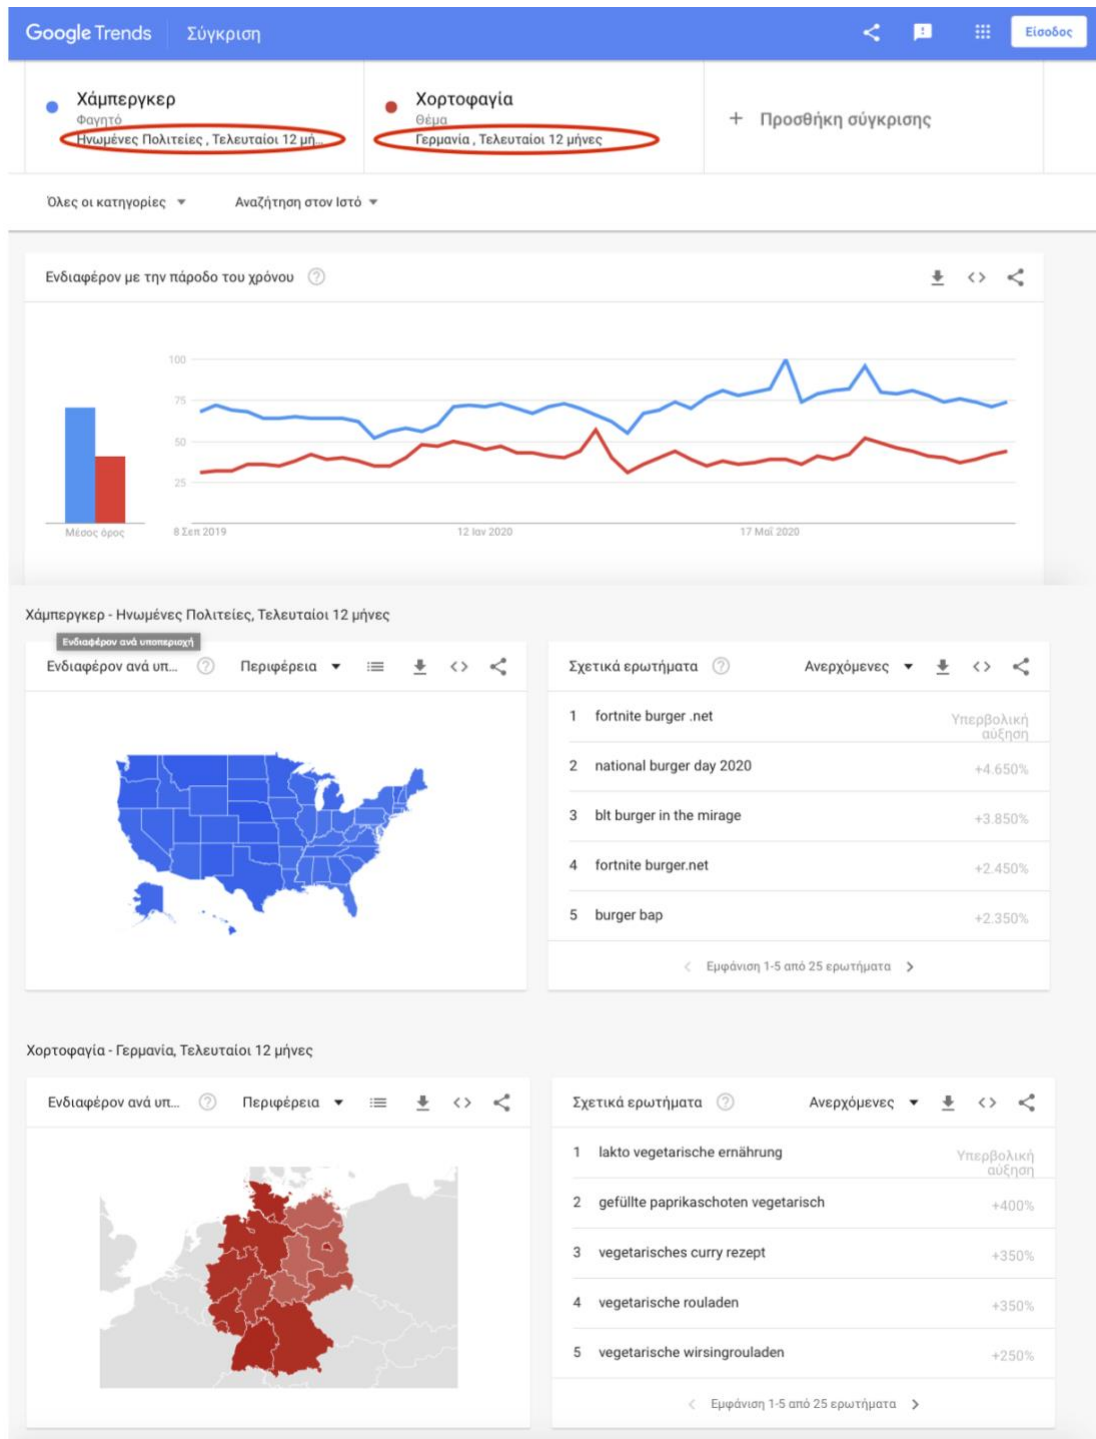 Google Trends Σύγκριση Είσοδος
Χάμπεργκερ
Φαγητό
Ηνωμένες Πολιτείες , Τελευταίοι 12 μή...
Χορτοφαγία
Θέμα
Γερμανία , Τελευταίοι 12 μήνες
+ Προσθήκη σύγκρισης
Όλες οι κατηγορίες Αναζήτηση στον Ιστό
Ενδιαφέρον με την πάροδο του χρόνου
100
75
50
25
Μέσος όρος 8 Σεπ 2019 12 Ιαν 2020 17 Μαΐ 2020
Χάμπεργκερ - Ηνωμένες Πολιτείες, Τελευταίοι 12 μήνες
Ενδιαφέρον ανά υποπεριοχή
Ενδιαφέρον ανά υπ... Περιφέρεια
Σχετικά ερωτήματα Ανερχόμενες
1 fortnite burger .net Υπερβολική αύξηση
2 national burger day 2020 +4.650%
3 blt burger in the mirage +3.850%
4 fortnite burger.net +2.450%
5 burger bap +2.350%
Εμφάνιση 1-5 από 25 ερωτήματα
Χορτοφαγία - Γερμανία, Τελευταίοι 12 μήνες
Ενδιαφέρον ανά υπ... Περιφέρεια
Σχετικά ερωτήματα Ανερχόμενες
1 lakto vegetarische ernährung Υπερβολική αύξηση
2 gefüllte paprikaschoten vegetarisch +400%
3 vegetarisches curry rezept +350%
4 vegetarische rouladen +350%
5 vegetarische wirsingrouladen +250%
Εμφάνιση 1-5 από 25 ερωτήματα